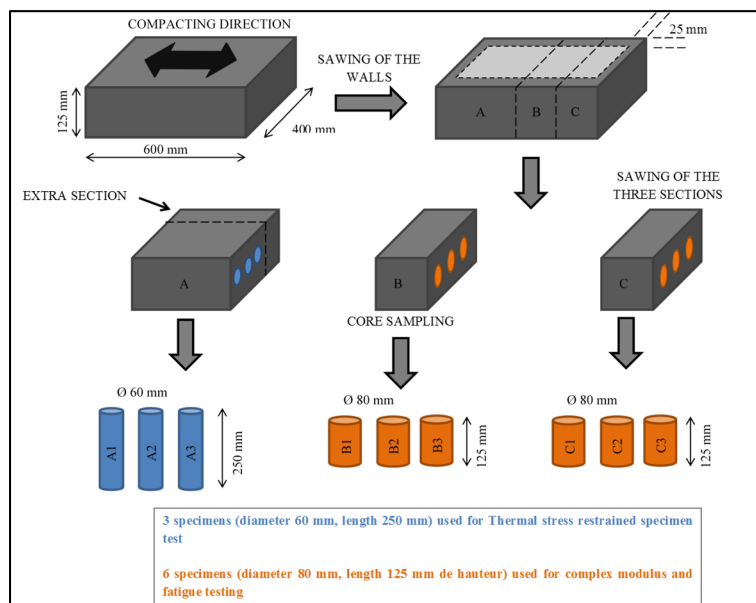 COMPACTING DIRECTION
25 mm
SAWING OF THE
WALLS
125 mm
400 mm
600 mm
A
B
C
EXTRA SECTION
SAWING OF THE
THREE SECTIONS
A
B
C
CORE SAMPLING
Ø 60 mm
Ø 80 mm
Ø 80 mm
A1
A2
A3
250 mm
B1
B2
B3
125 mm
C1
C2
C3
125 mm
3 specimens (diameter 60 mm, length 250 mm) used for Thermal stress restrained specimen
test
6 specimens (diameter 80 mm, length 125 mm de hauteur) used for complex modulus and
fatigue testing